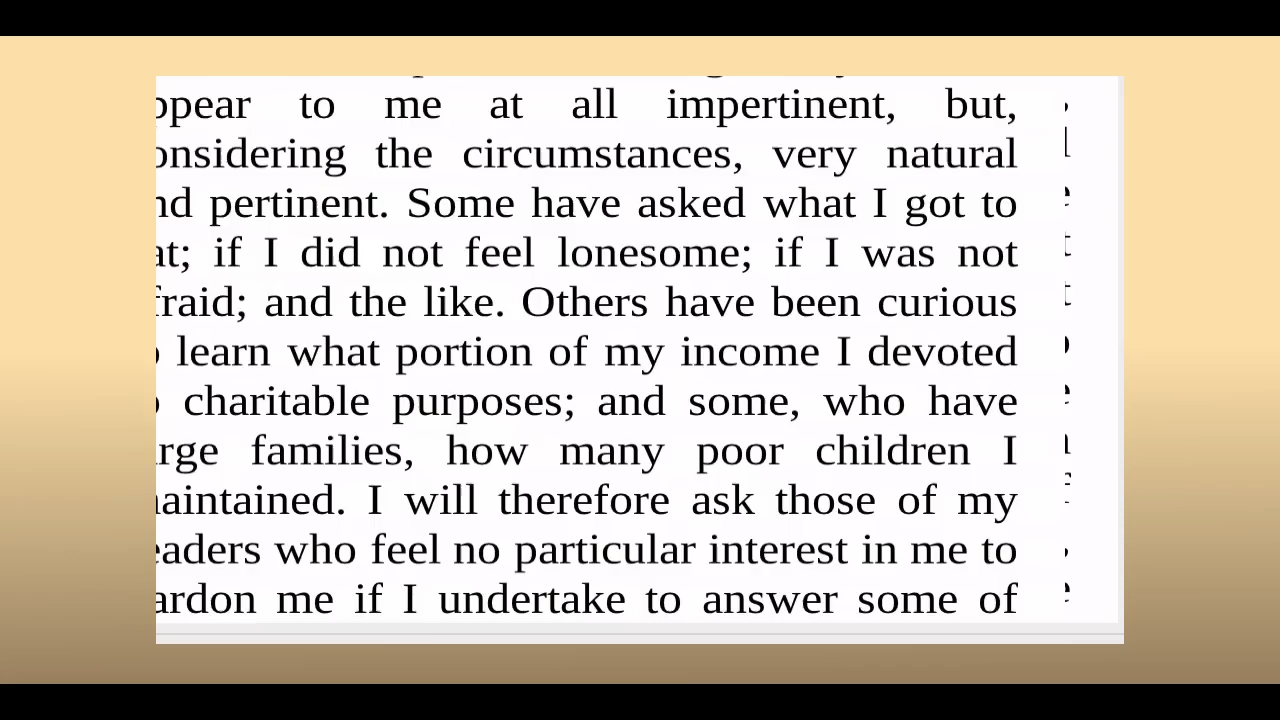 ppear to me at all impertinent, but,
onsidering the circumstances, very natural
nd pertinent. Some have asked what I got to
at; if I did not feel lonesome; if I was not
fraid; and the like. Others have been curious
learn what portion of my income I devoted
charitable purposes; and some, who have
rge families, how many poor children I
aintained. I will therefore ask those of my
eaders who feel no particular interest in me to
ardon me if I undertake to answer some of